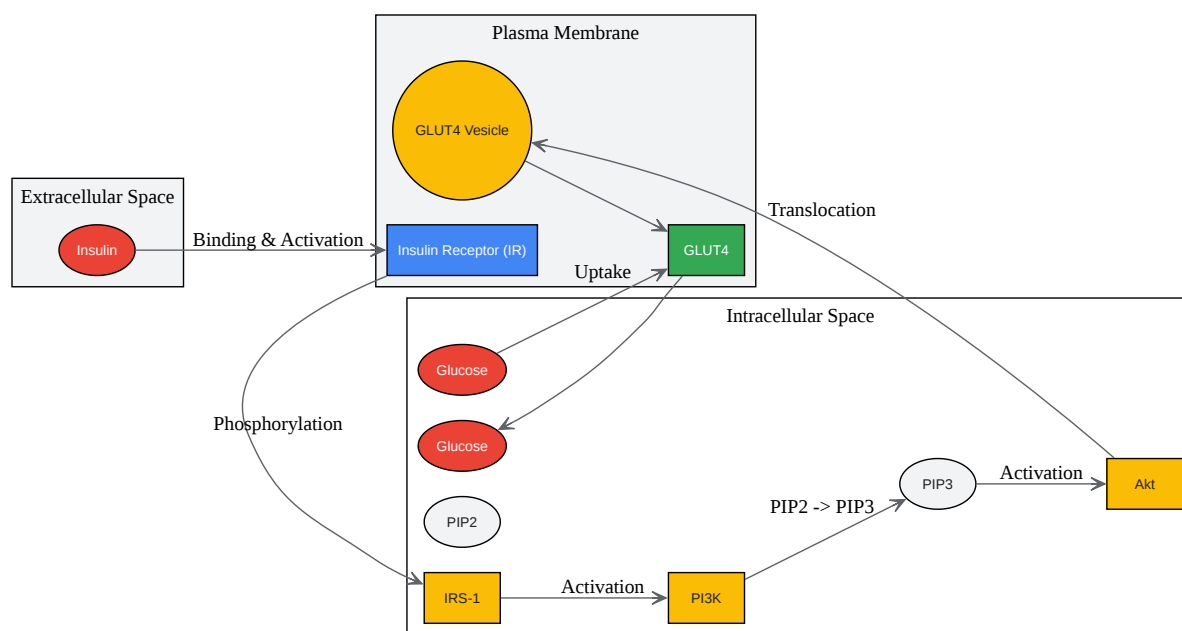 Plasma Membrane
GLUT4 Vesicle
Extracellular Space
Insulin
Binding & Activation
Insulin Receptor (IR)
GLUT4
Translocation
Uptake
Intracellular Space
Glucose
Phosphorylation
Glucose
PIP2
PIP2 -> PIP3
PIP3
Activation
Akt
IRS-1
Activation
PI3K